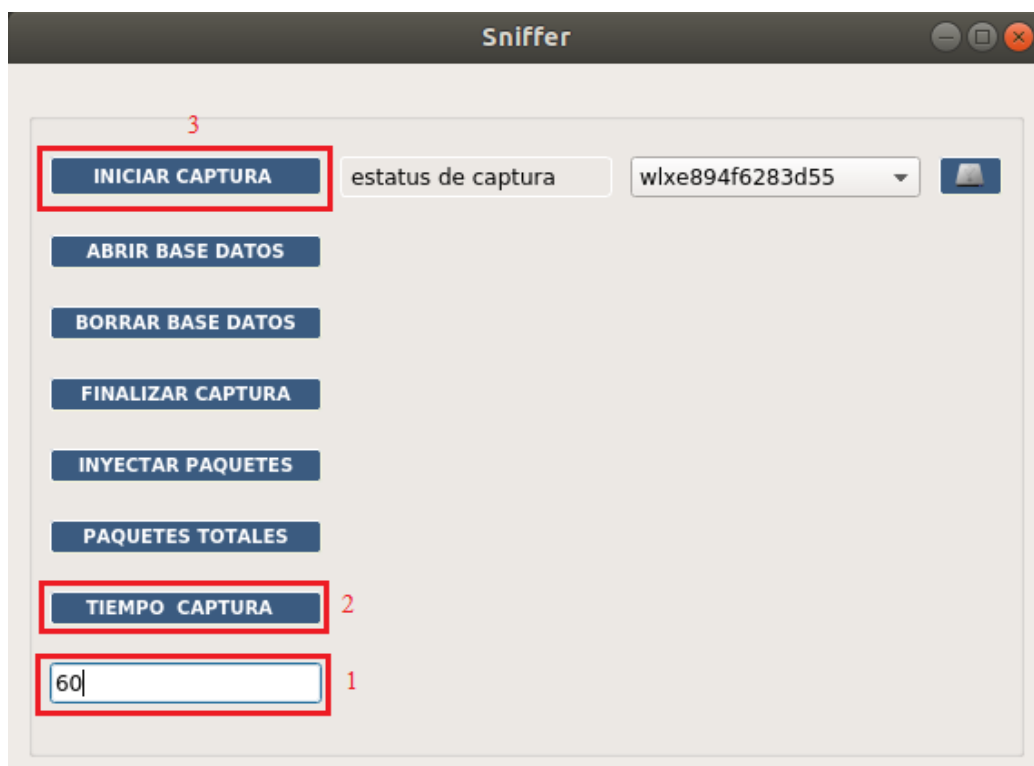 Sniffer
3
INICIAR CAPTURA estatus de captura wlxe894f6283d55
ABRIR BASE DATOS
BORRAR BASE DATOS
FINALIZAR CAPTURA
INYECTAR PAQUETES
PAQUETES TOTALES
TIEMPO CAPTURA 2
60 1